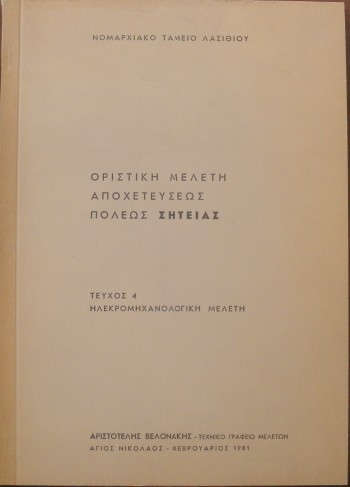 ΝΟΜΑΡΧΙΑΚΟ ΤΑΜΕΙΟ ΛΑΣΙΘΙΟΥ
ΟΡΙΣΤΙΚΗ ΜΕΛΕΤΗ
ΑΠΟΧΕΤΕΥΣΕΩΣ
ΠΟΛΕΩΣ ΣΗΤΕΙΑΣ
ΤΕΥΧΟΣ 4
ΗΛΕΚΡΟΜΗΧΑΝΟΛΟΓΙΚΗ ΜΕΛΕΤΗ
ΑΡΙΣΤΟΤΕΛΗΣ ΒΕΛΟΝΑΚΗΣ - ΤΕΧΝΙΚΟ ΓΡΑΦΕΙΟ ΜΕΛΕΤΩΝ
ΑΓΙΟΣ ΝΙΚΟΛΑΟΣ - ΦΕΒΡΟΥΑΡΙΟΣ 1981